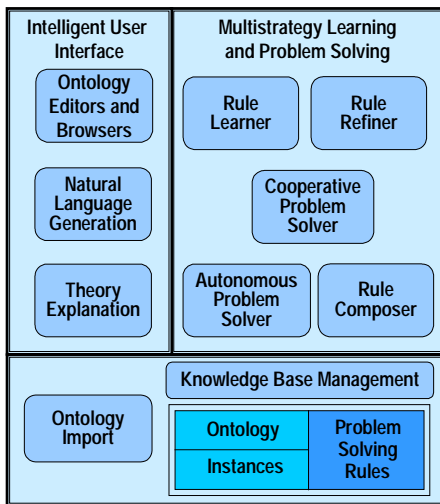 Intelligent User
Interface
Ontology
Editors and
Browsers
Natural
Language
Generation
Theory
Explanation
Multistrategy Learning
and Problem Solving
Rule
Learner
Rule
Refiner
Cooperative
Problem
Solver
Autonomous
Problem
Solver
Rule
Composer
Ontology
Import
Knowledge Base Management
Ontology
Instances
Problem
Solving
Rules